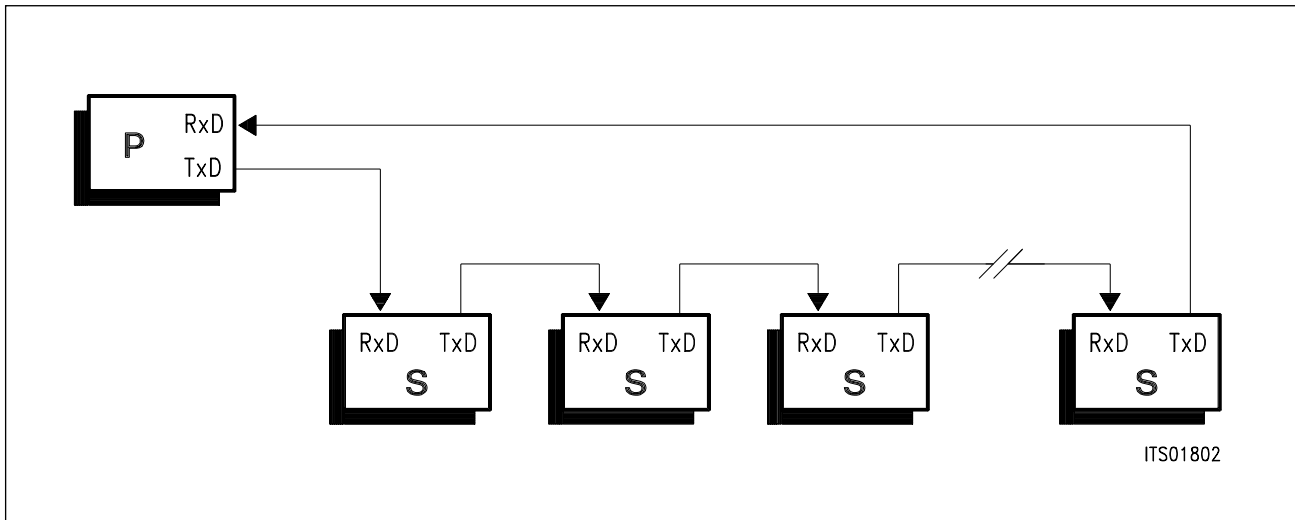 P
RxD
TxD
RxD TxD
S
RxD TxD
S
RxD TxD
S
RxD TxD
S
ITS01802